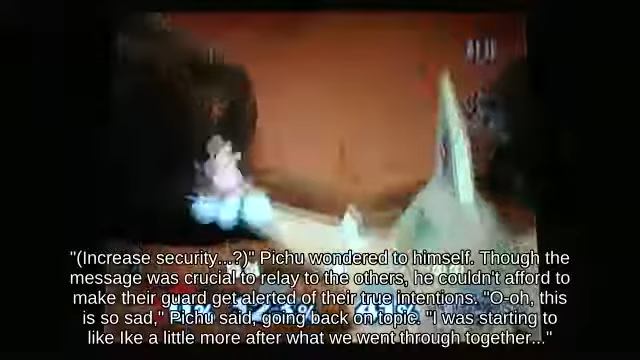 "(Increase security...?)" Pichu wondered to himself. Though the
message was crucial to relay to the others, he couldn't afford to
make their guard get alerted of their true intentions. "O-oh, this
is so sad," Pichu said, going back on topic. "I was starting to
like Ike a little more after what we went through together..."